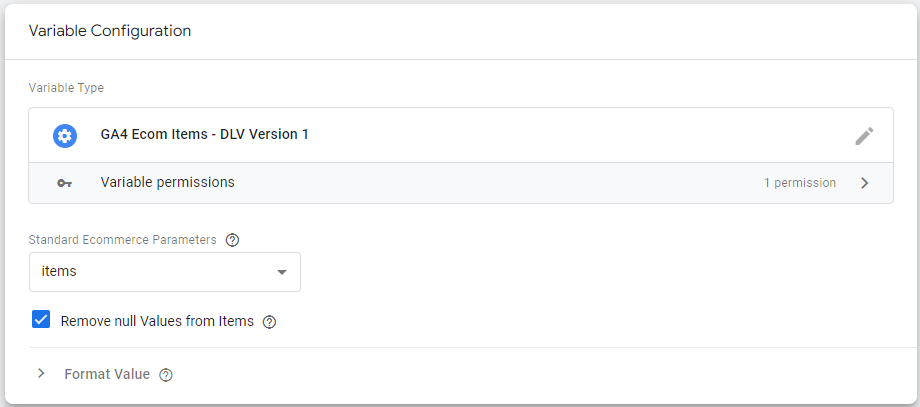 Variable Configuration
Variable Type
GA4 Ecom Items - DLV Version 1
Variable permissions 1 permission
Standard Ecommerce Parameters
items
Remove null Values from Items
Format Value